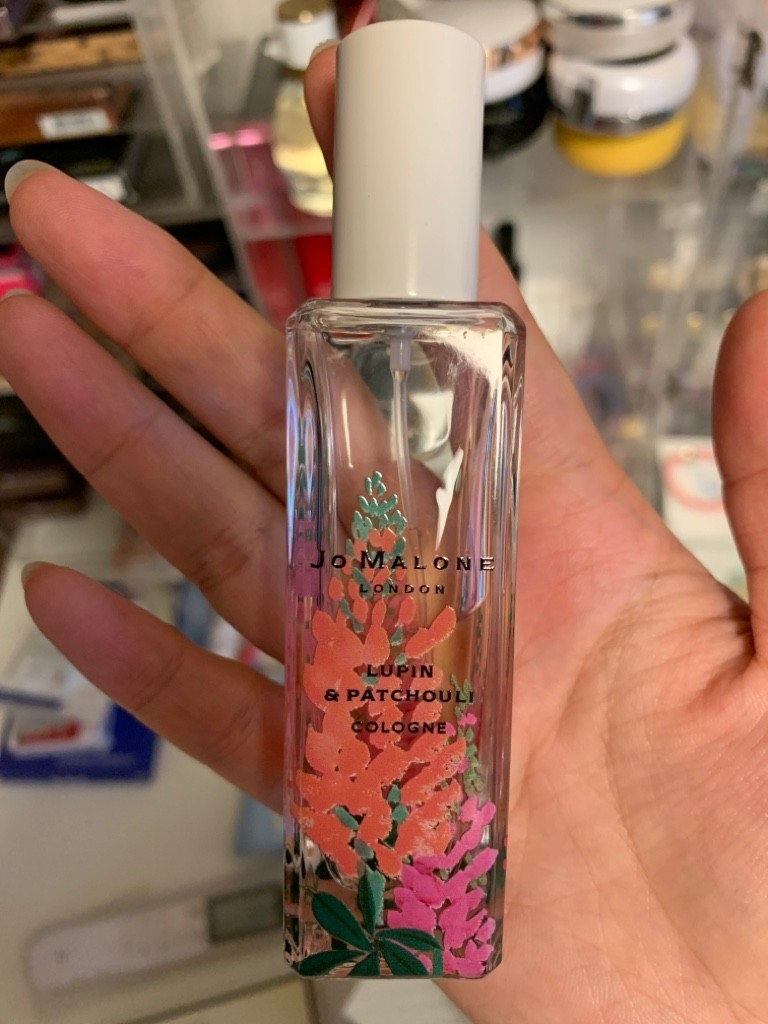 JO MALONE
LONDON
LUPIN
& PATCHOULI
COLOGNE